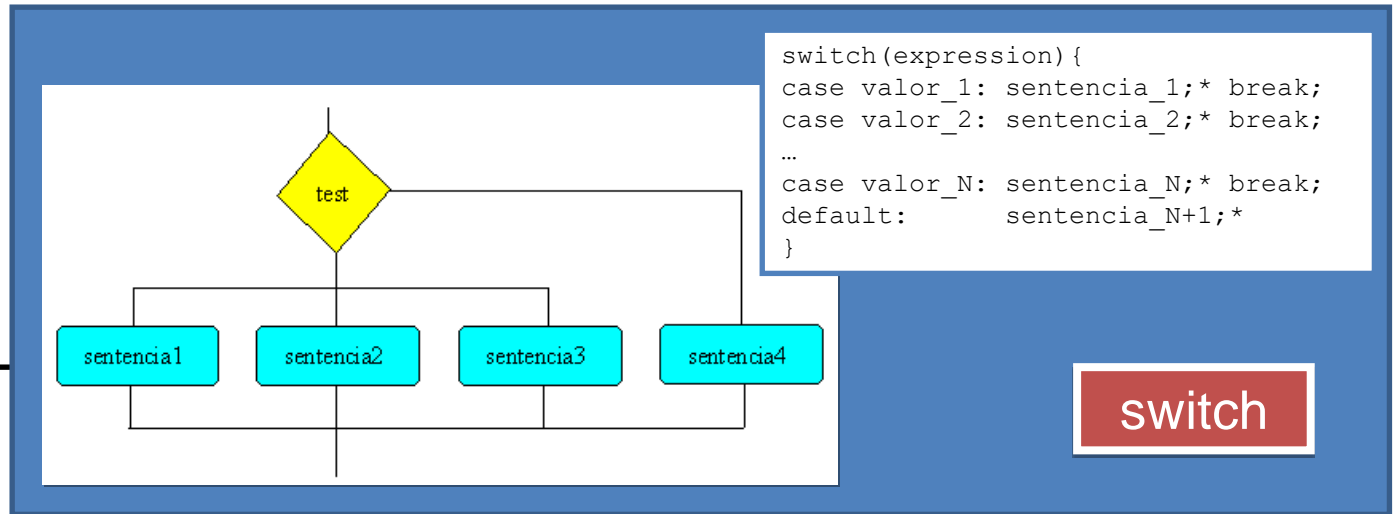 switch(expression){
case valor_1: sentencia_1;* break;
case valor_2: sentencia_2;* break;
…
case valor_N: sentencia_N;* break;
default:      sentencia_N+1;*
}
test
sentencia1
sentencia2
sentencia3
sentencia4
switch